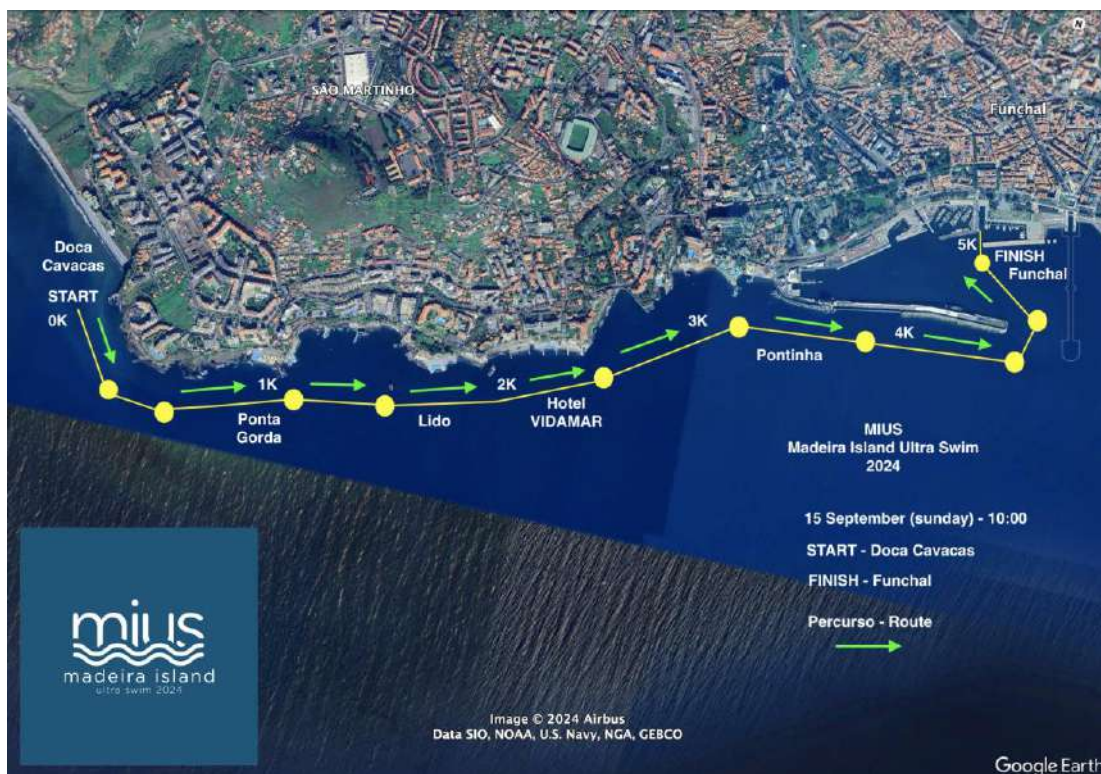 N
SÃO MARTINHO
Funchal
Doca
Cavacas
START
0K
1K
Ponta
Gorda
Lido
2K
Hotel
VIDAMAR
3K
Pontinha
4K
5K
FINISH
Funchal
MIUS
Madeira Island Ultra Swim
2024
15 September (sunday) - 10:00
START - Doca Cavacas
FINISH - Funchal
Percurso - Route
mius
madeira island
ultra swim 2024
Image © 2024 Airbus
Data SIO, NOAA, U.S. Navy, NGA, GEBCO
Google Earth